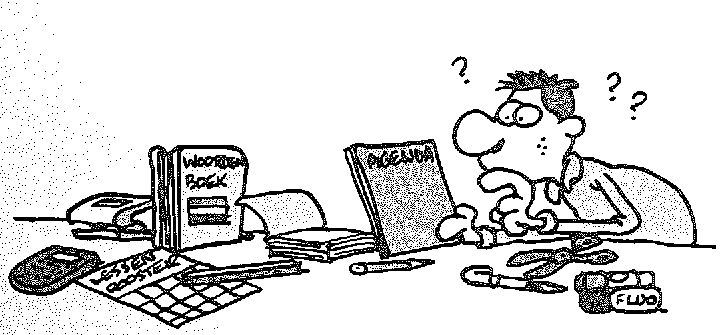 ?
?
?
WOORDEN
BOEK
AGENDA
LESSEN
ROOSTER
FLUO